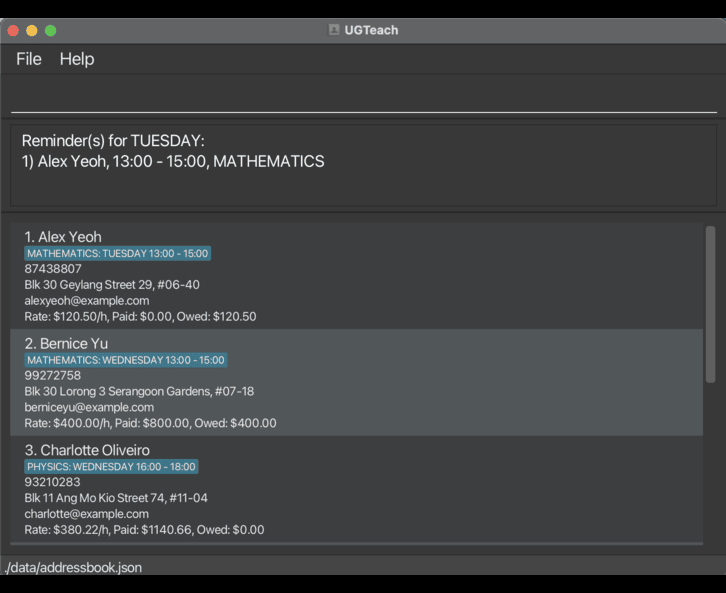 UGTeach
File Help
Reminder(s) for TUESDAY:
1) Alex Yeoh, 13:00 - 15:00, MATHEMATICS
1. Alex Yeoh
MATHEMATICS: TUESDAY 13:00 - 15:00
87438807
Blk 30 Geylang Street 29, #06-40
alexyeoh@example.com
Rate: $120.50/h, Paid: $0.00, Owed: $120.50
2. Bernice Yu
MATHEMATICS: WEDNESDAY 13:00 - 15:00
99272758
Blk 30 Lorong 3 Serangoon Gardens, #07-18
berniceyu@example.com
Rate: $400.00/h, Paid: $800.00, Owed: $400.00
3. Charlotte Oliveiro
PHYSICS: WEDNESDAY 16:00 - 18:00
93210283
Blk 11 Ang Mo Kio Street 74, #11-04
charlotte@example.com
Rate: $380.22/h, Paid: $1140.66, Owed: $0.00
./data/addressbook.json